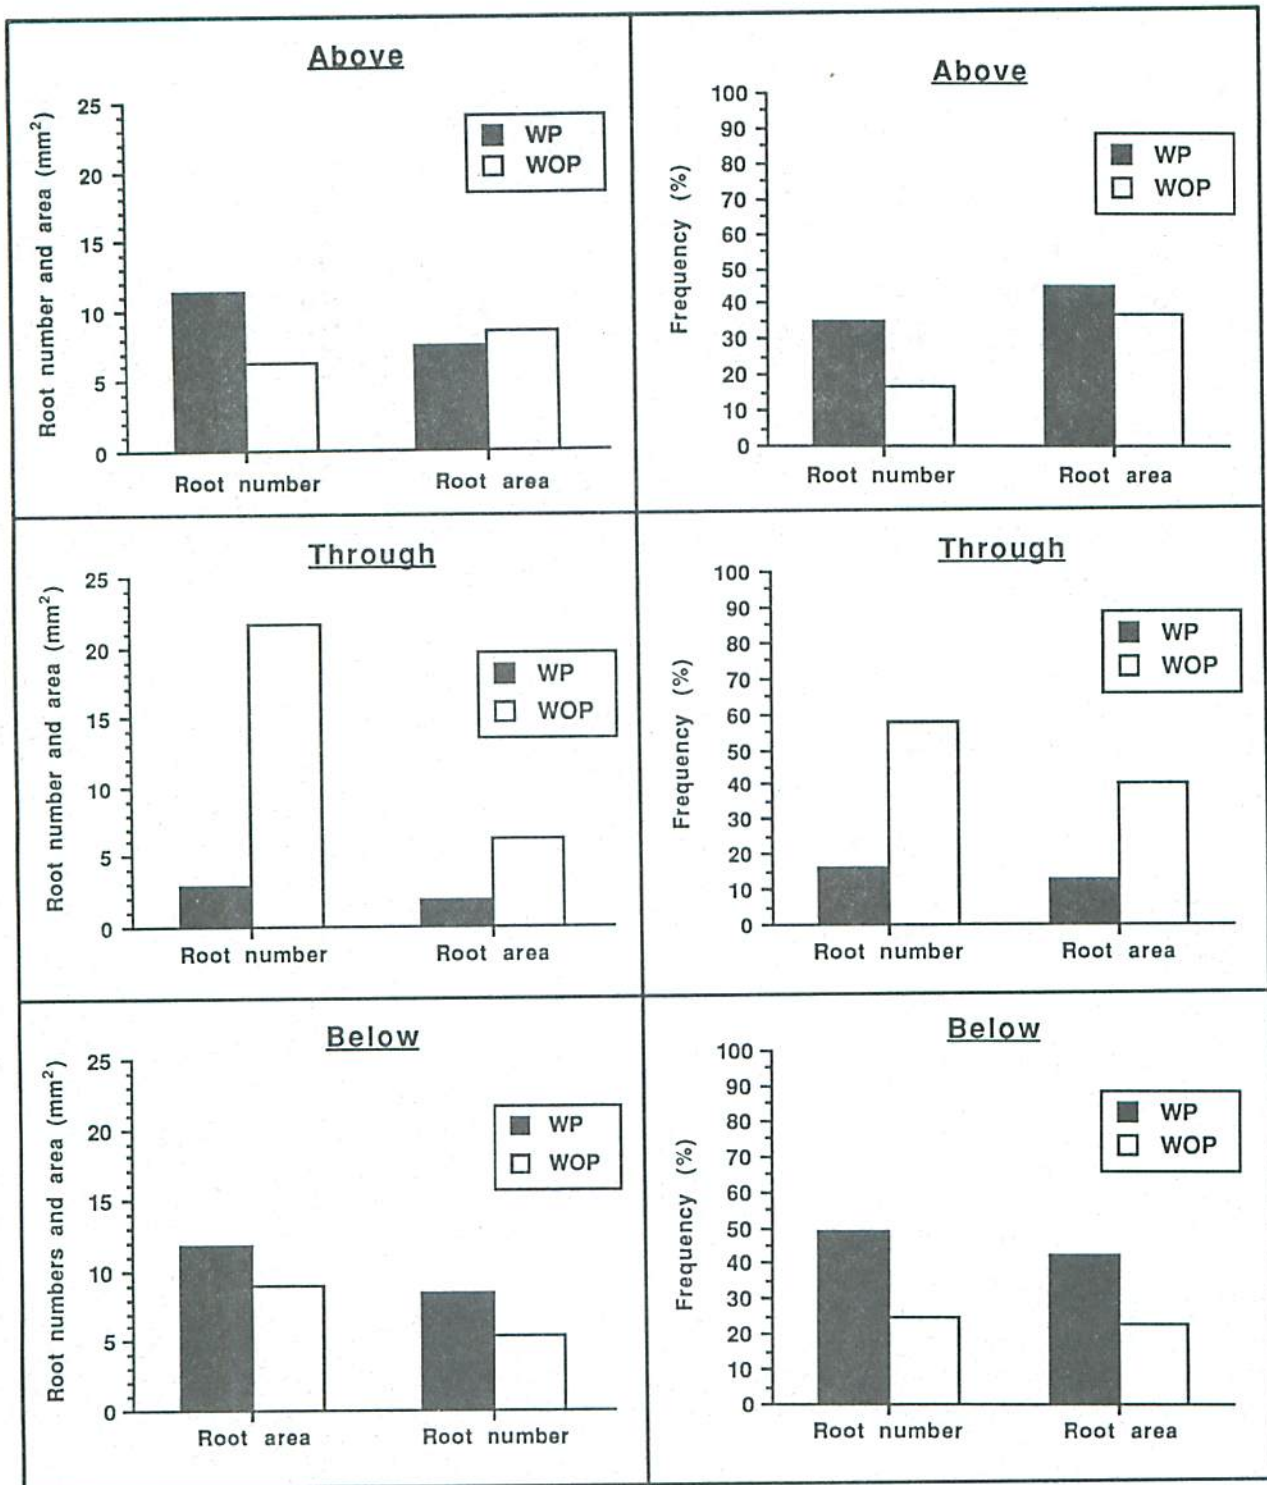 Above
Root number and area (mm²)
25
20
15
10
5
0
WP
WOP
Root number
Root area
Above
Frequency (%)
100
90
80
70
60
50
40
30
20
10
0
WP
WOP
Root number
Root area
Through
Root number and area (mm²)
25
20
15
10
5
0
WP
WOP
Root number
Root area
Through
Frequency (%)
100
90
80
70
60
50
40
30
20
10
0
WP
WOP
Root number
Root area
Below
Root numbers and area (mm²)
25
20
15
10
5
0
WP
WOP
Root area
Root number
Below
Frequency (%)
100
90
80
70
60
50
40
30
20
10
0
WP
WOP
Root number
Root area